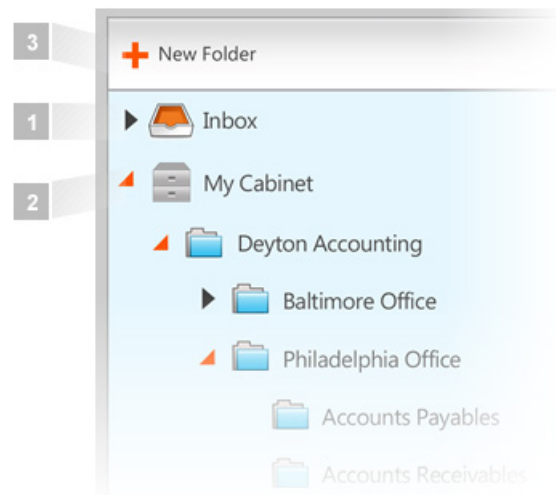 3
New Folder
1
Inbox
My Cabinet
2
Deyton Accounting
Baltimore Office
Philadelphia Office
Accounts Payables
Accounts Receivables